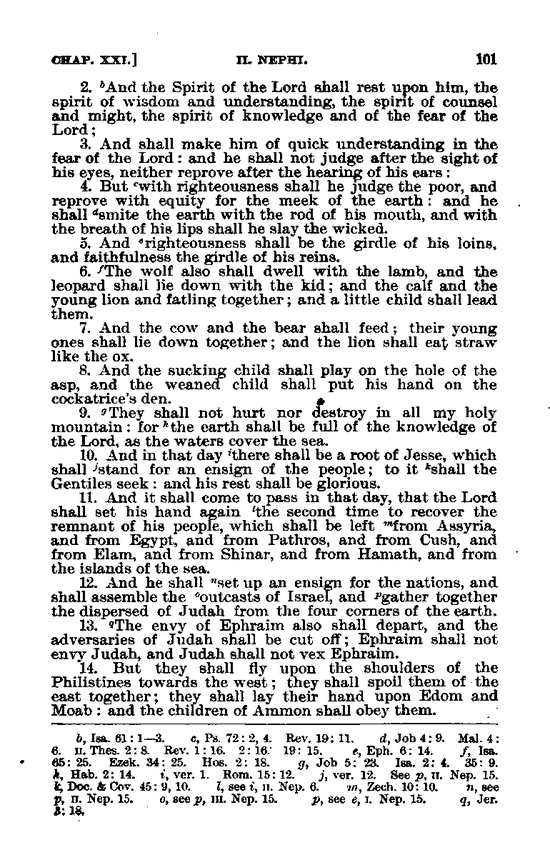 CHAP. XXI.] II. NEPHI. 101
2. ᵇAnd the Spirit of the Lord shall rest upon him, the
spirit of wisdom and understanding, the spirit of counsel
and might, the spirit of knowledge and of the fear of the
Lord;
3. And shall make him of quick understanding in the
fear of the Lord: and he shall not judge after the sight of
his eyes, neither reprove after the hearing of his ears:
4. But ᶜwith righteousness shall he judge the poor, and
reprove with equity for the meek of the earth: and he
shall ᵈsmite the earth with the rod of his mouth, and with
the breath of his lips shall he slay the wicked.
5. And ᵉrighteousness shall be the girdle of his loins,
and faithfulness the girdle of his reins.
6. ᶠThe wolf also shall dwell with the lamb, and the
leopard shall lie down with the kid; and the calf and the
young lion and fatling together; and a little child shall lead
them.
7. And the cow and the bear shall feed; their young
ones shall lie down together; and the lion shall eat straw
like the ox.
8. And the sucking child shall play on the hole of the
asp, and the weaned child shall put his hand on the
cockatrice's den.
9. ᵍThey shall not hurt nor destroy in all my holy
mountain: for ʰthe earth shall be full of the knowledge of
the Lord, as the waters cover the sea.
10. And in that day ⁱthere shall be a root of Jesse, which
shall ʲstand for an ensign of the people; to it ᵏshall the
Gentiles seek: and his rest shall be glorious.
11. And it shall come to pass in that day, that the Lord
shall set his hand again ˡthe second time to recover the
remnant of his people, which shall be left ᵐfrom Assyria,
and from Egypt, and from Pathros, and from Cush, and
from Elam, and from Shinar, and from Hamath, and from
the islands of the sea.
12. And he shall ⁿset up an ensign for the nations, and
shall assemble the ᵒoutcasts of Israel, and ᵖgather together
the dispersed of Judah from the four corners of the earth.
13. qThe envy of Ephraim also shall depart, and the
adversaries of Judah shall be cut off; Ephraim shall not
envy Judah, and Judah shall not vex Ephraim.
14. But they shall fly upon the shoulders of the
Philistines towards the west; they shall spoil them of the
east together; they shall lay their hand upon Edom and
Moab: and the children of Ammon shall obey them.
b, Isa. 61: 1—3. c, Ps. 72: 2, 4. Rev. 19: 11. d, Job 4: 9. Mal. 4:
6. II. Thes. 2: 8. Rev. 1: 16. 2: 16. 19: 15. e, Eph. 6: 14. f, Isa.
65: 25. Ezek. 34: 25. Hos. 2: 18. g, Job 5: 23. Isa. 2: 4. 35: 9.
h, Hab. 2: 14. i, ver. 1. Rom. 15: 12. j, ver. 12. See p, II. Nep. 15.
k, Doc. & Cov. 45: 9, 10. l, see i, II. Nep. 6. m, Zech. 10: 10. n, see
p, II. Nep. 15. o, see p, III. Nep. 15. p, see e, I. Nep. 15. q, Jer.
3: 18.